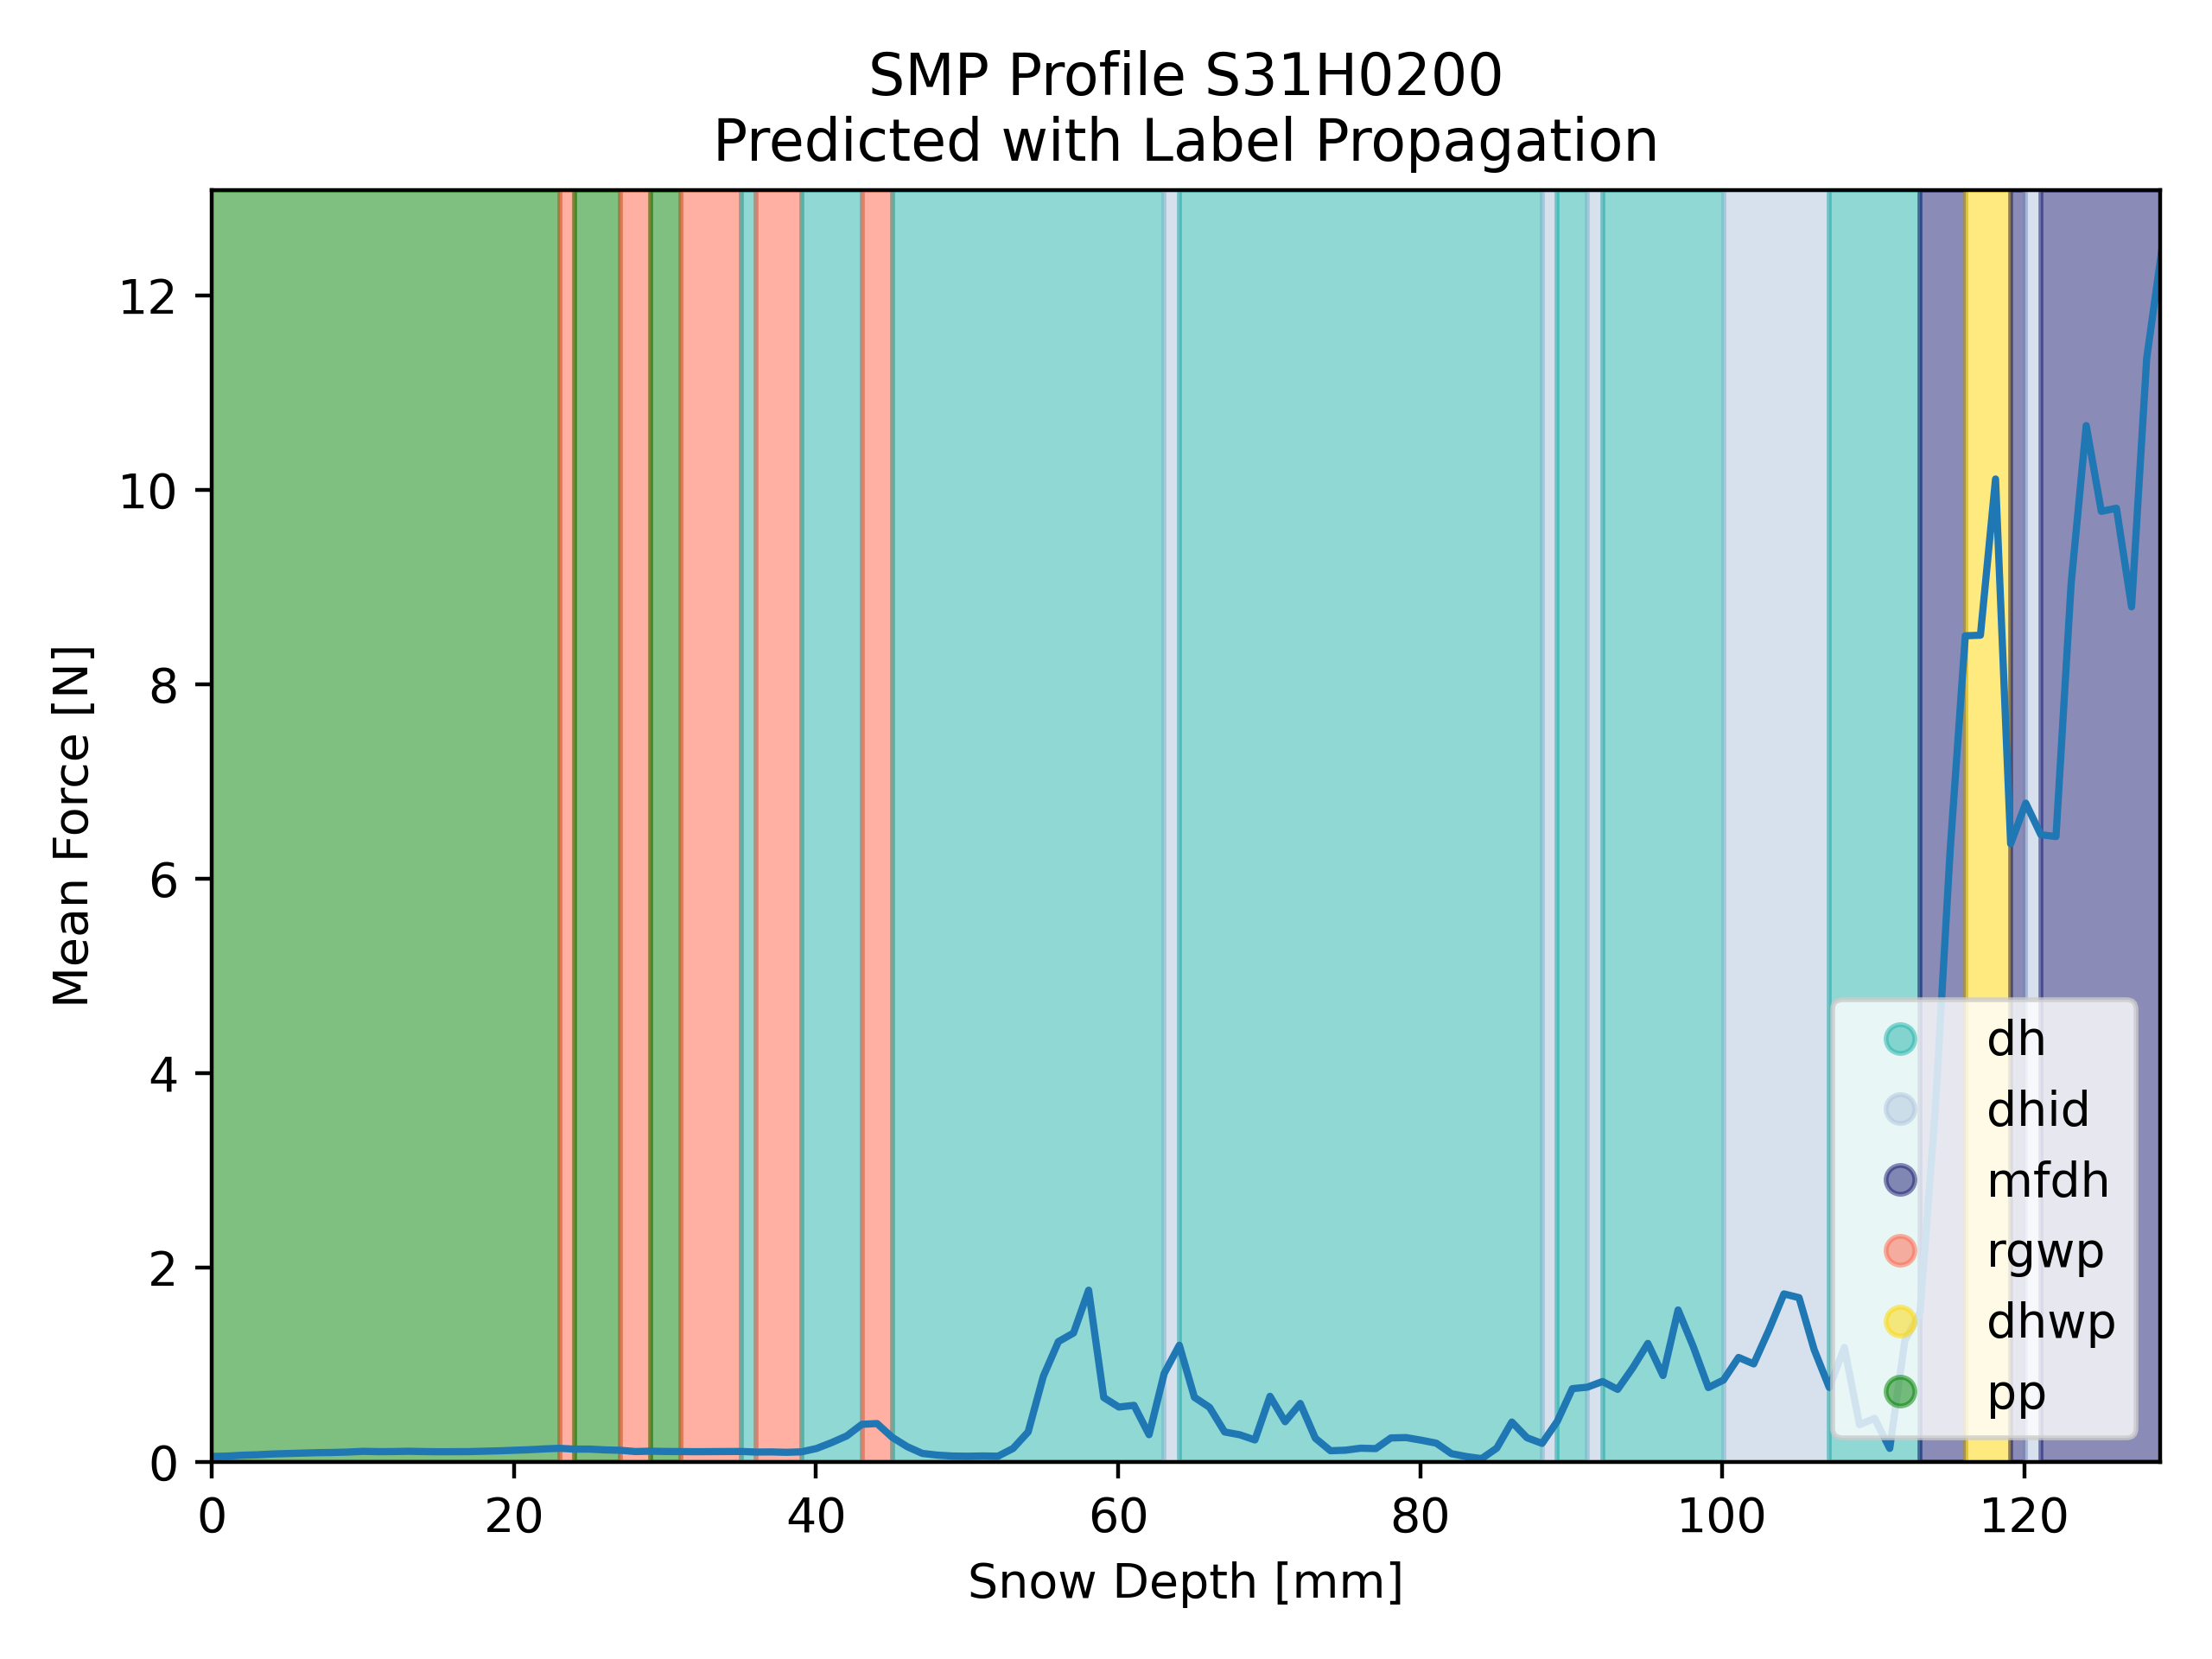 SMP Profile S31H0200
Predicted with Label Propagation
Mean Force [N]
12
10
8
6
4
2
0
0 20 40 60 80 100 120
Snow Depth [mm]
dh
dhid
mfdh
rgwp
dhwp
pp